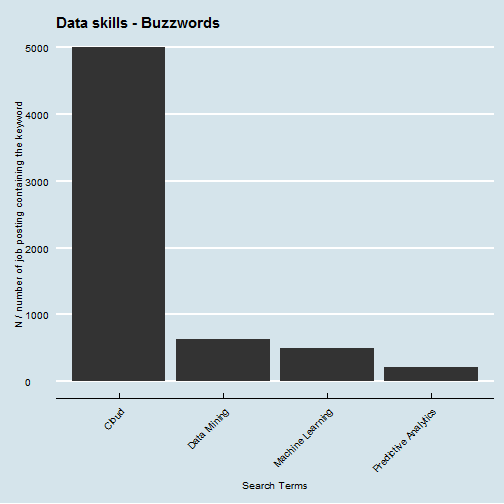 Data skills - Buzzwords
N / number of job posting containing the keyword
5000
4000
3000
2000
1000
0
Cloud
Data Mining
Machine Learning
Predictive Analytics
Search Terms